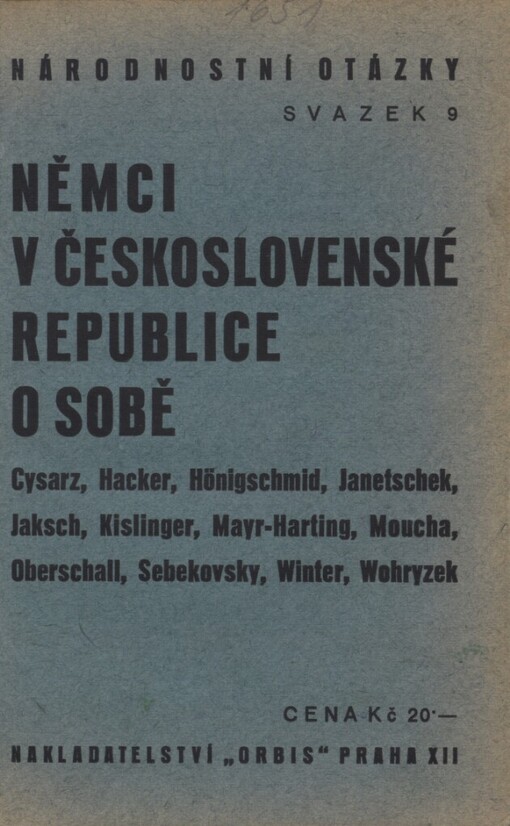 1651
NÁRODNOSTNÍ OTÁZKY
SVAZEK 9
NĚMCI
V ČESKOSLOVENSKÉ
REPUBLICE
O SOBĚ
Cysarz, Hacker, Hönigschmid, Janetschek,
Jaksch, Kislinger, Mayr-Harting, Moucha,
Oberschall, Sebekovsky, Winter, Wohryzek
CENA Kč 20·—
NAKLADATELSTVÍ „ORBIS“ PRAHA XII